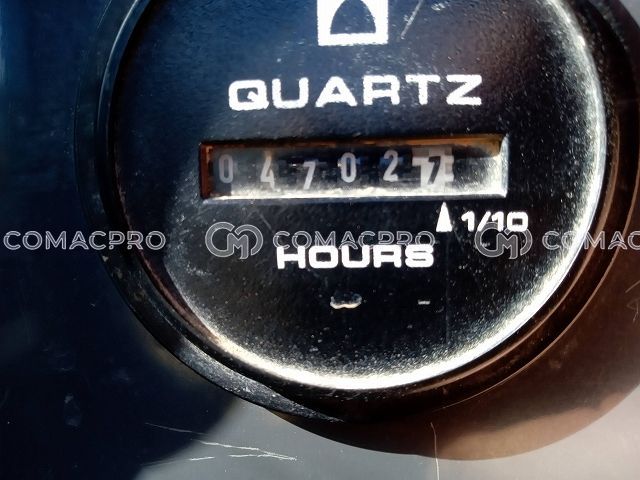 QUARTZ
047027
1/10
HOURS
COMACPRO COMACPRO COMACPRO